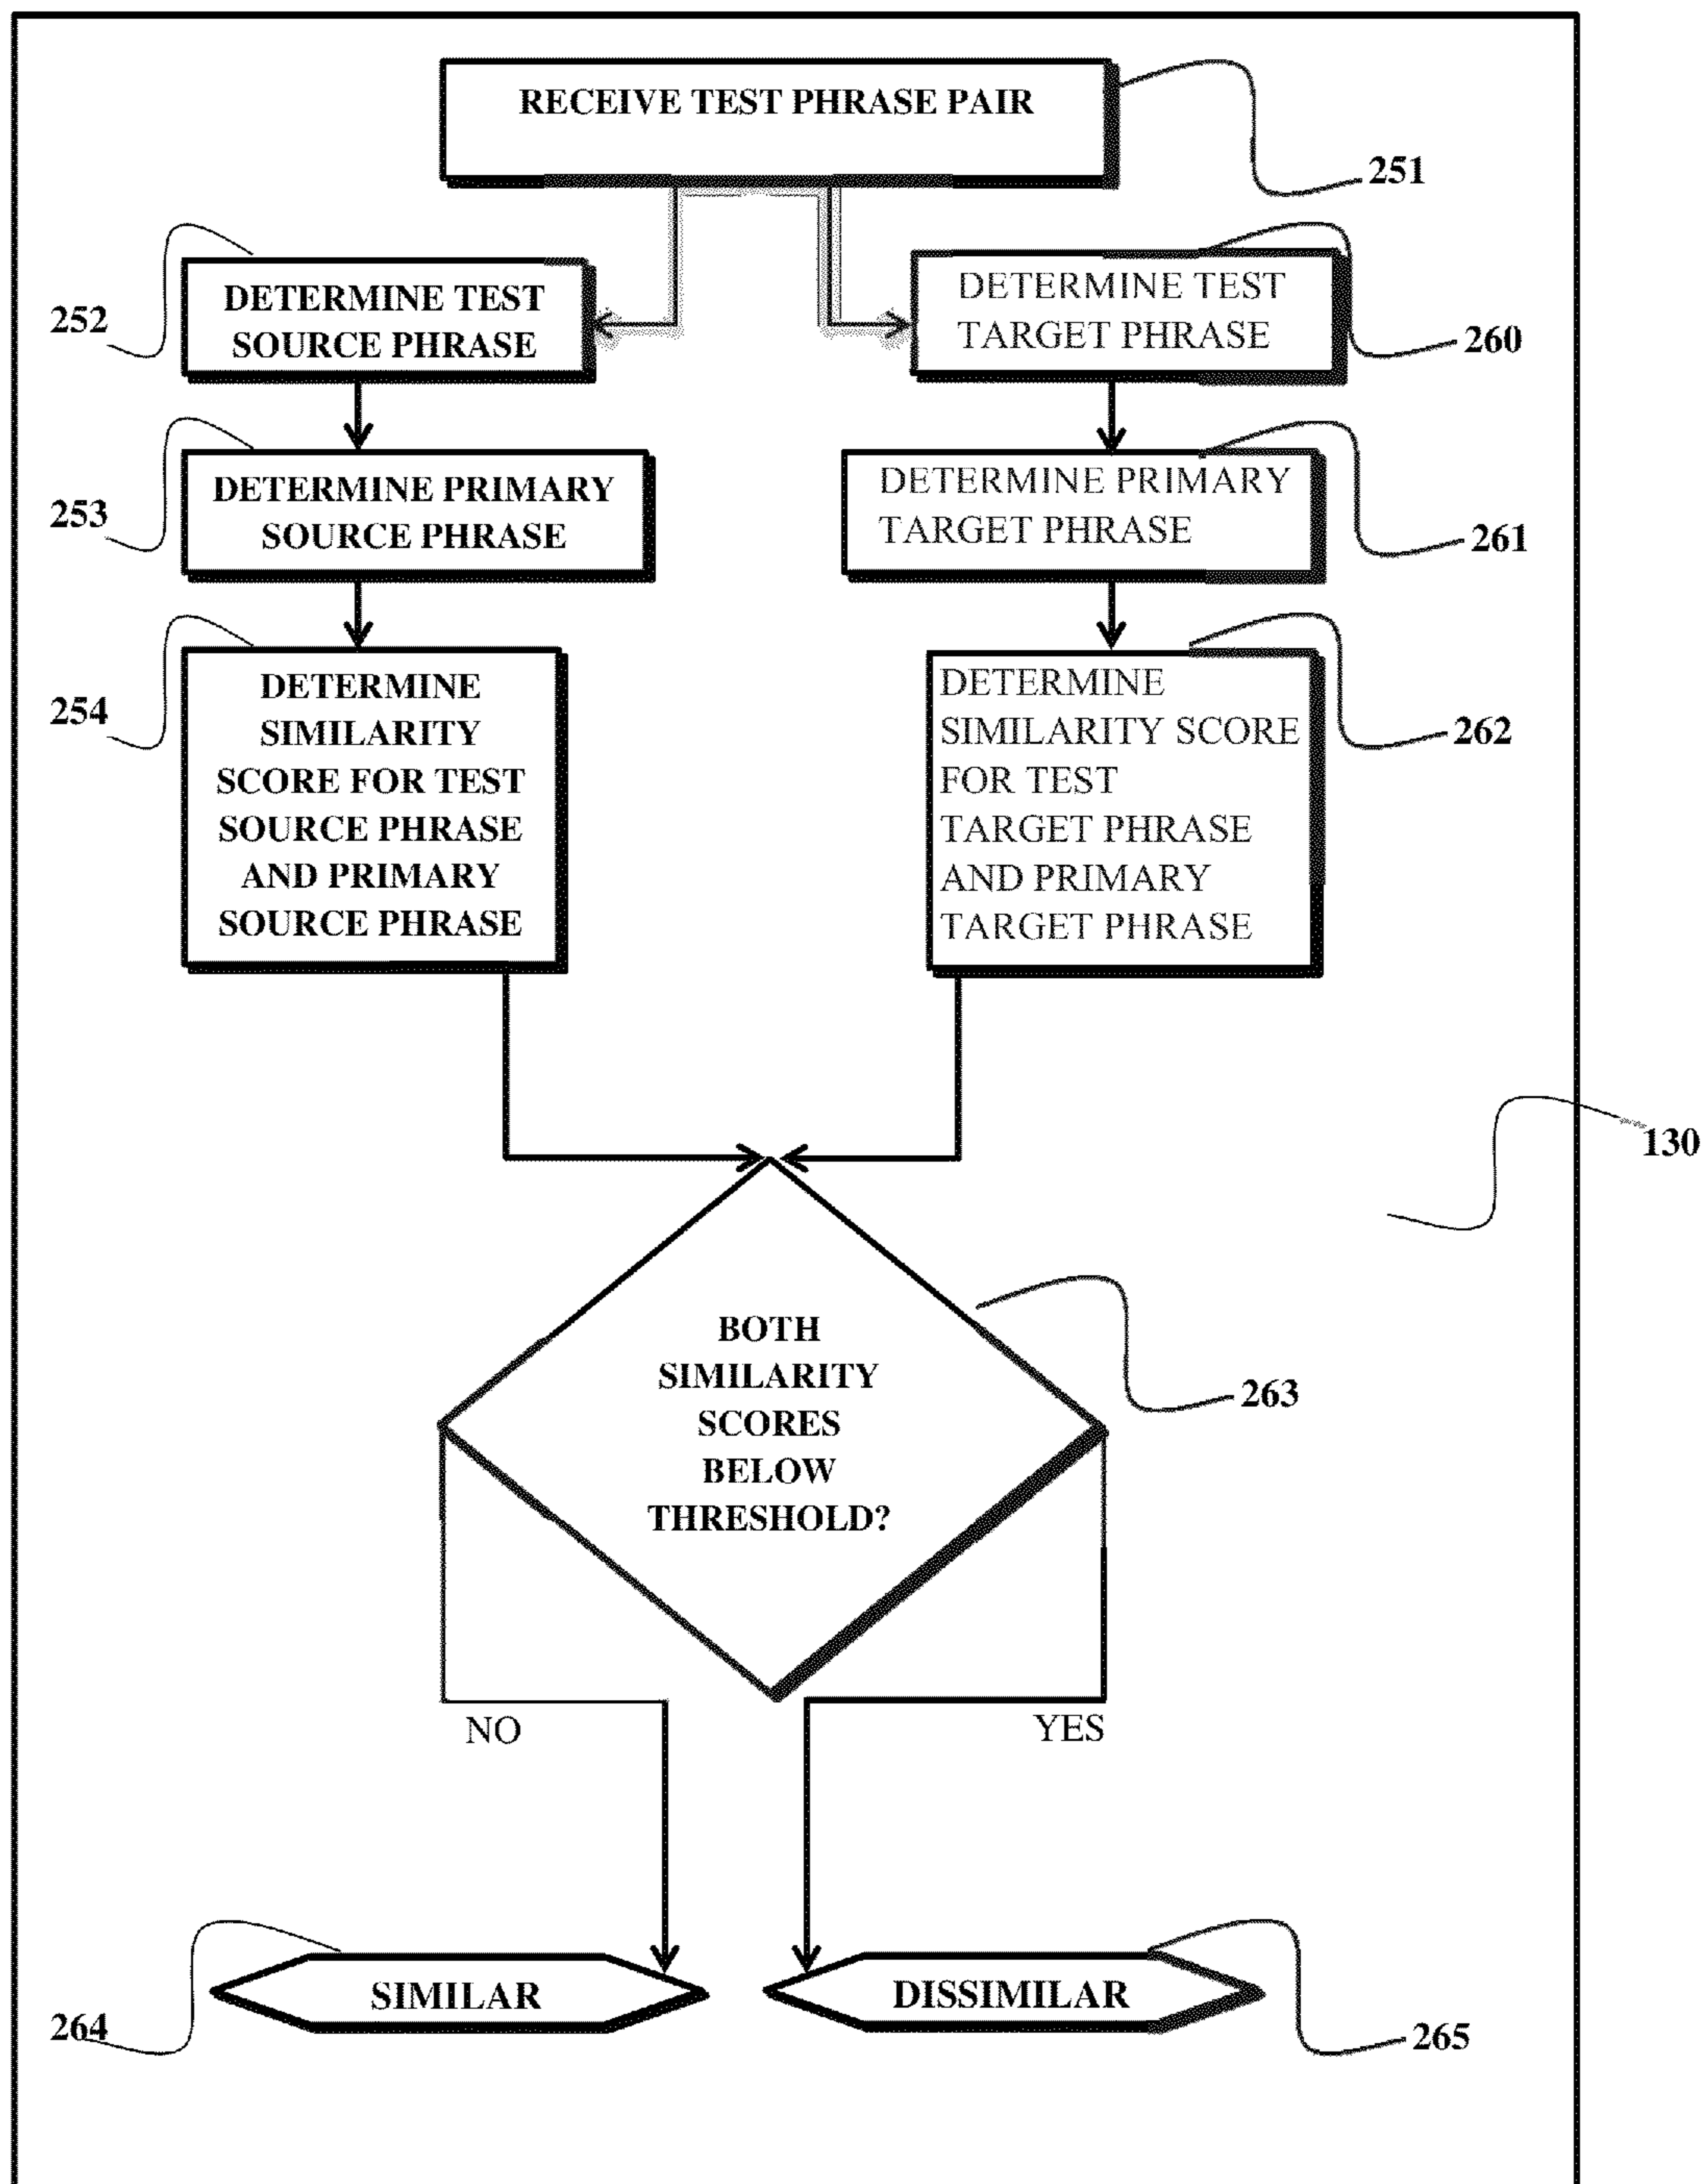 RECEIVE TEST PHRASE PAIR
251
252
DETERMINE TEST
SOURCE PHRASE
DETERMINE TEST
TARGET PHRASE
260
253
DETERMINE PRIMARY
SOURCE PHRASE
DETERMINE PRIMARY
TARGET PHRASE
261
254
DETERMINE
SIMILARITY
SCORE FOR TEST
SOURCE PHRASE
AND PRIMARY
SOURCE PHRASE
DETERMINE
SIMILARITY SCORE
FOR TEST
TARGET PHRASE
AND PRIMARY
TARGET PHRASE
262
130
BOTH
SIMILARITY
SCORES
BELOW
THRESHOLD?
263
NO
YES
264
SIMILAR
DISSIMILAR
265